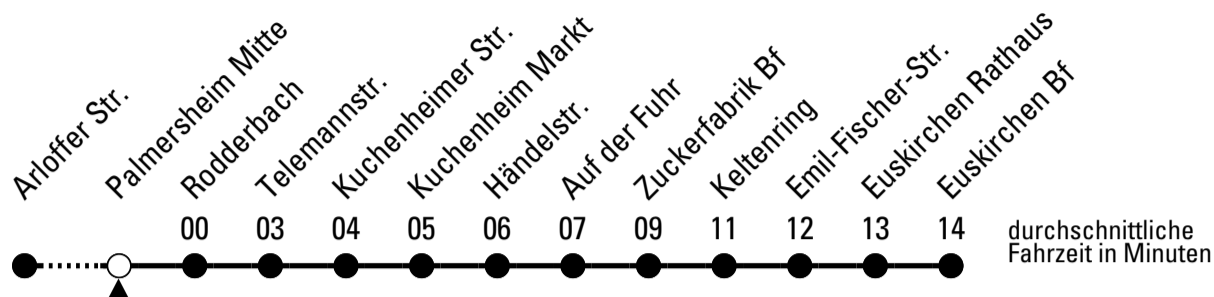 Arloffer Str.
Palmersheim Mitte
Rodderbach
Telemannstr.
Kuchenheimer Str.
Kuchenheim Markt
Händelstr.
Auf der Fuhr
Zuckerfabrik Bf
Keltenring
Emil-Fischer-Str.
Euskirchen Rathaus
Euskirchen Bf
00 03 04 05 06 07 09 11 12 13 14
durchschnittliche
Fahrzeit in Minuten